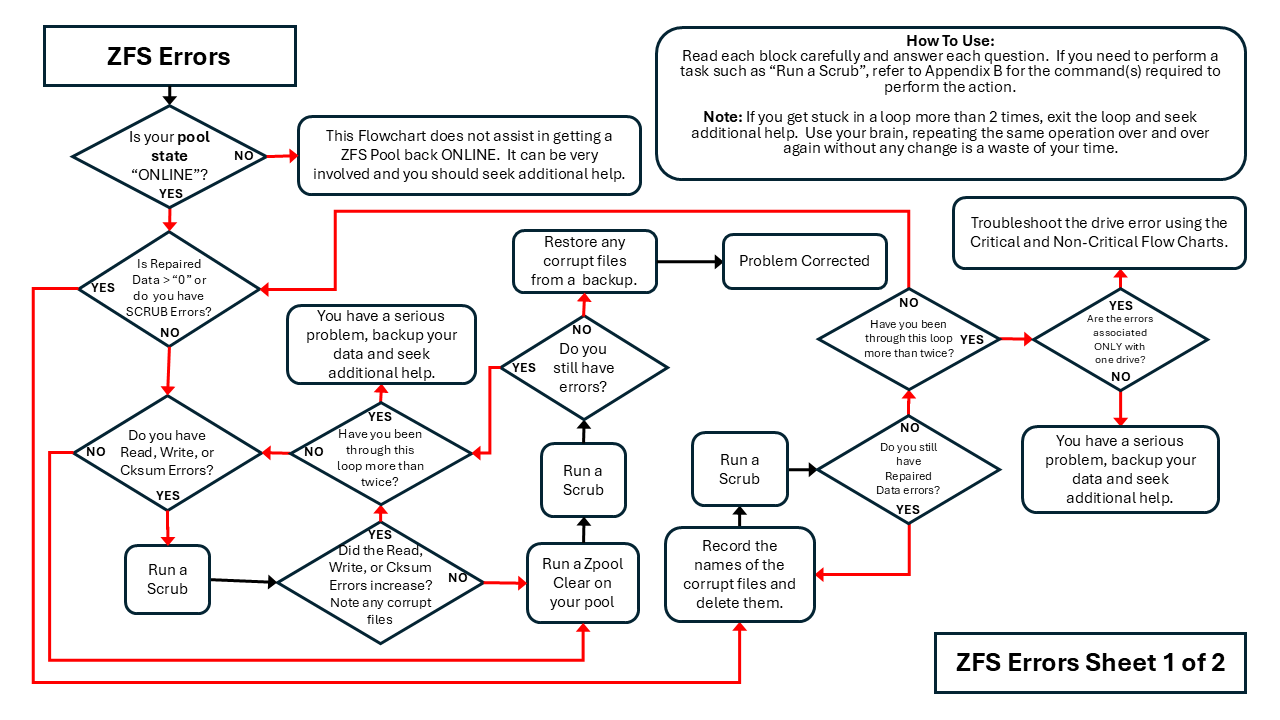 ZFS Errors
How To Use:
Read each block carefully and answer each question. If you need to perform a
task such as “Run a Scrub”, refer to Appendix B for the command(s) required to
perform the action.
Note: If you get stuck in a loop more than 2 times, exit the loop and seek
additional help. Use your brain, repeating the same operation over and over
again without any change is a waste of your time.
Is your pool
state
“ONLINE”?
NO
YES
This Flowchart does not assist in getting a
ZFS Pool back ONLINE. It can be very
involved and you should seek additional help.
Is Repaired
Data > “0” or
do you have
SCRUB Errors?
YES
NO
Do you have
Read, Write, or
Cksum Errors?
NO
YES
Run a
Scrub
Did the Read,
Write, or Cksum
Errors increase?
Note any corrupt
files
YES
NO
Have you been
through this
loop more than
twice?
YES
NO
You have a serious
problem, backup your
data and seek
additional help.
Run a Zpool
Clear on
your pool
Run a
Scrub
Do you
still have
errors?
NO
YES
Restore any
corrupt files
from a backup.
Problem Corrected
Record the
names of the
corrupt files and
delete them.
Run a
Scrub
Do you still
have
Repaired
Data errors?
NO
YES
Have you been
through this loop
more than twice?
NO
YES
Are the errors
associated
ONLY with
one drive?
YES
NO
Troubleshoot the drive error using the
Critical and Non-Critical Flow Charts.
You have a serious
problem, backup your
data and seek
additional help.
ZFS Errors Sheet 1 of 2